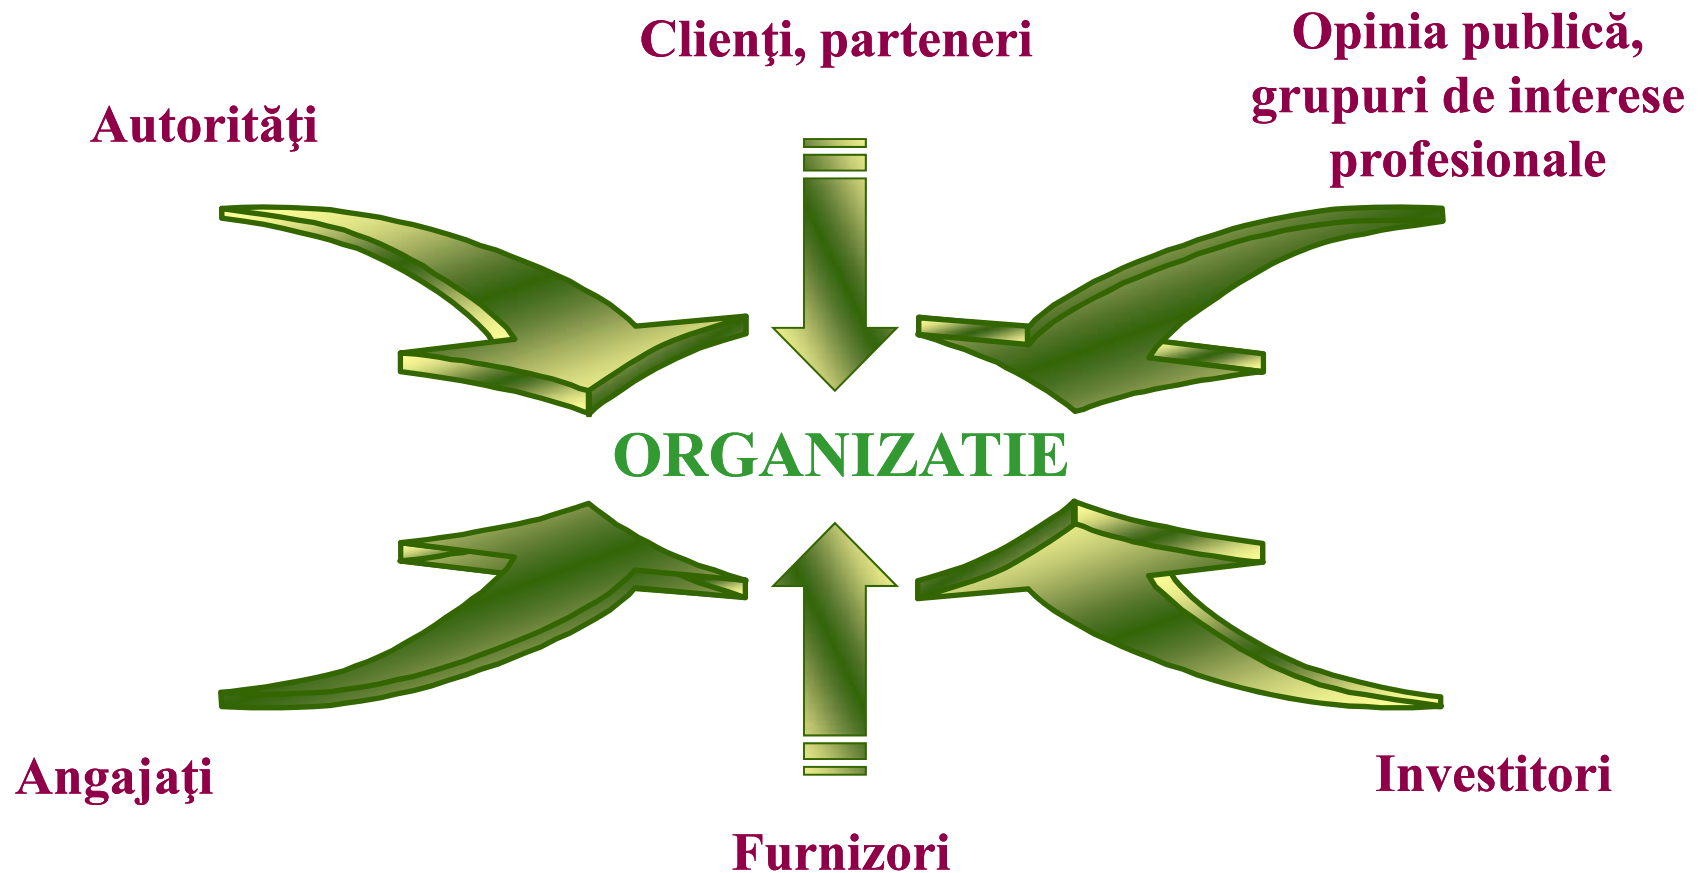 Clienţi, parteneri
Opinia publică,
grupuri de interese
profesionale
Autorităţi
ORGANIZATIE
Angajaţi
Investitori
Furnizori